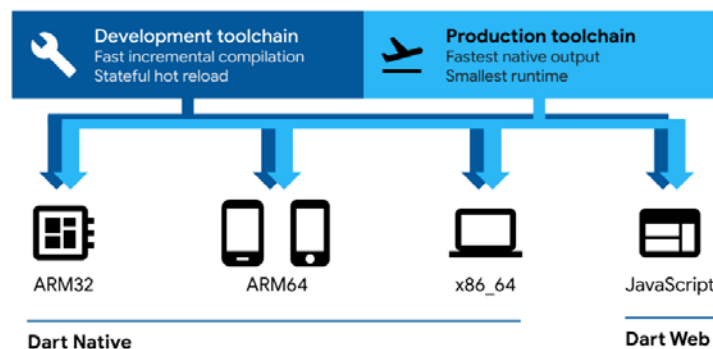 Development toolchain
Fast incremental compilation
Stateful hot reload
Production toolchain
Fastest native output
Smallest runtime
ARM32
ARM64
x86_64
JavaScript
Dart Native
Dart Web